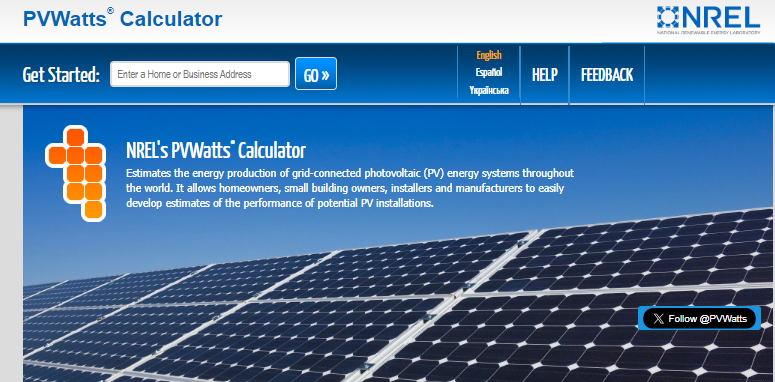 PVWatts® Calculator
NREL
NATIONAL RENEWABLE ENERGY LABORATORY
Get Started:
Enter a Home or Business Address
GO »
English
Español
Українська
HELP
FEEDBACK
NREL's PVWatts® Calculator
Estimates the energy production of grid-connected photovoltaic (PV) energy systems throughout
the world. It allows homeowners, small building owners, installers and manufacturers to easily
develop estimates of the performance of potential PV installations.
X Follow @PVWatts